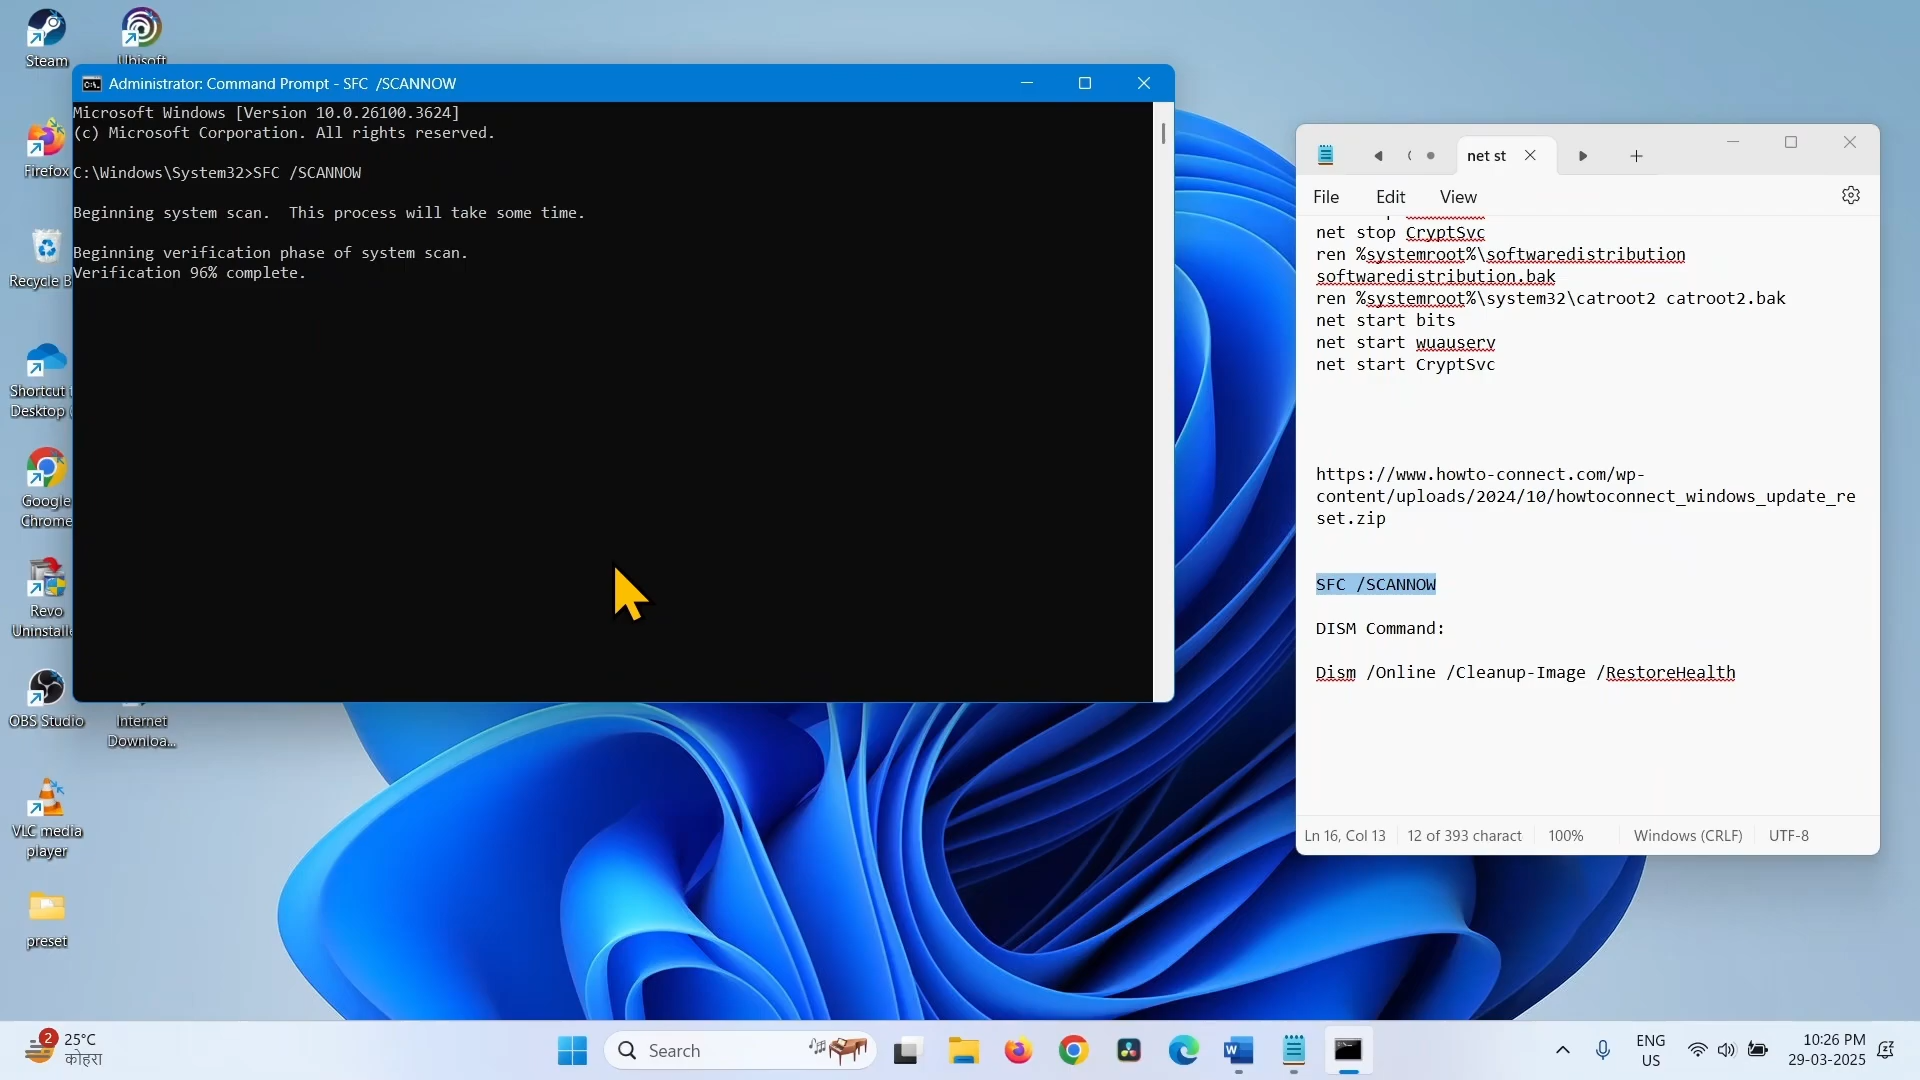 Steam
Ubisoft
Firefox
Recycle B
Shortcut t
Desktop (
Google
Chrome
Revo
Uninstalle
OBS Studio
Internet
Downloa...
VLC media
player
preset
Administrator: Command Prompt - SFC  /SCANNOW
Microsoft Windows [Version 10.0.26100.3624]
(c) Microsoft Corporation. All rights reserved.
C:\Windows\System32>SFC /SCANNOW
Beginning system scan.  This process will take some time.
Beginning verification phase of system scan.
Verification 96% complete.
net st
File Edit View
net stop CryptSvc
ren %systemroot%\softwaredistribution
softwaredistribution.bak
ren %systemroot%\system32\catroot2 catroot2.bak
net start bits
net start wuauserv
net start CryptSvc
https://www.howto-connect.com/wp-
content/uploads/2024/10/howtoconnect_windows_update_re
set.zip
SFC /SCANNOW
DISM Command:
Dism /Online /Cleanup-Image /RestoreHealth
Ln 16, Col 13 12 of 393 charact 100% Windows (CRLF) UTF-8
2
25°C
कोहरा
Search
ENG
US
10:26 PM
29-03-2025